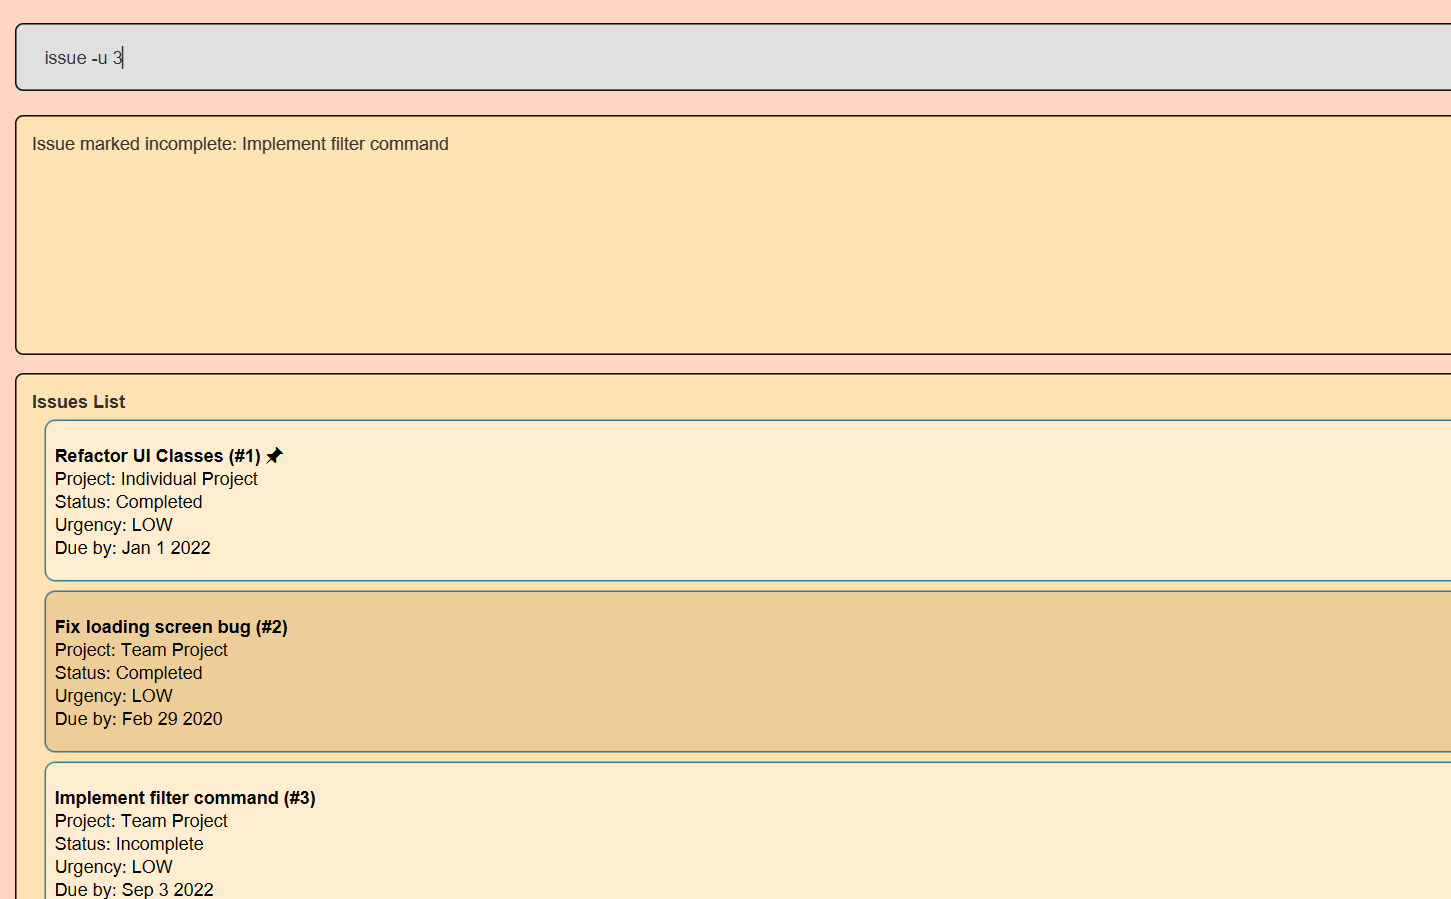 issue -u 3
Issue marked incomplete: Implement filter command
Issues List
Refactor UI Classes (#1)
Project: Individual Project
Status: Completed
Urgency: LOW
Due by: Jan 1 2022
Fix loading screen bug (#2)
Project: Team Project
Status: Completed
Urgency: LOW
Due by: Feb 29 2020
Implement filter command (#3)
Project: Team Project
Status: Incomplete
Urgency: LOW
Due by: Sep 3 2022